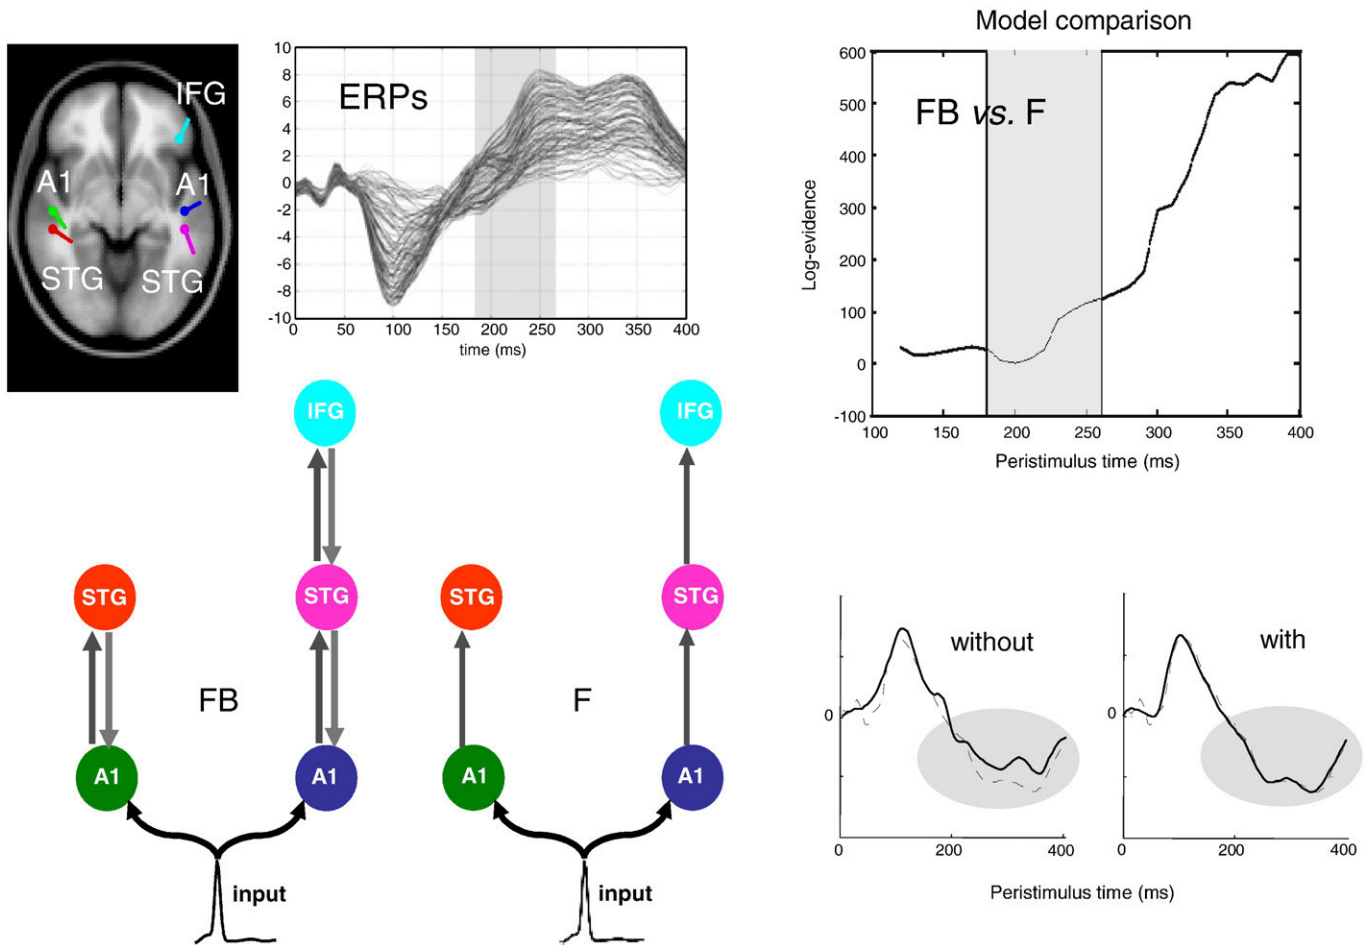 IFG
A1
A1
STG
STG
ERPs
10
8
6
4
2
0
-2
-4
-6
-8
-10
0
50
100
150
200
250
300
350
400
time (ms)
Model comparison
FB vs. F
Log-evidence
600
500
400
300
200
100
0
-100
100
150
200
250
300
350
400
Peristimulus time (ms)
IFG
STG
STG
FB
A1
A1
input
IFG
STG
STG
F
A1
A1
input
without
0
0
200
400
with
0
0
200
400
Peristimulus time (ms)